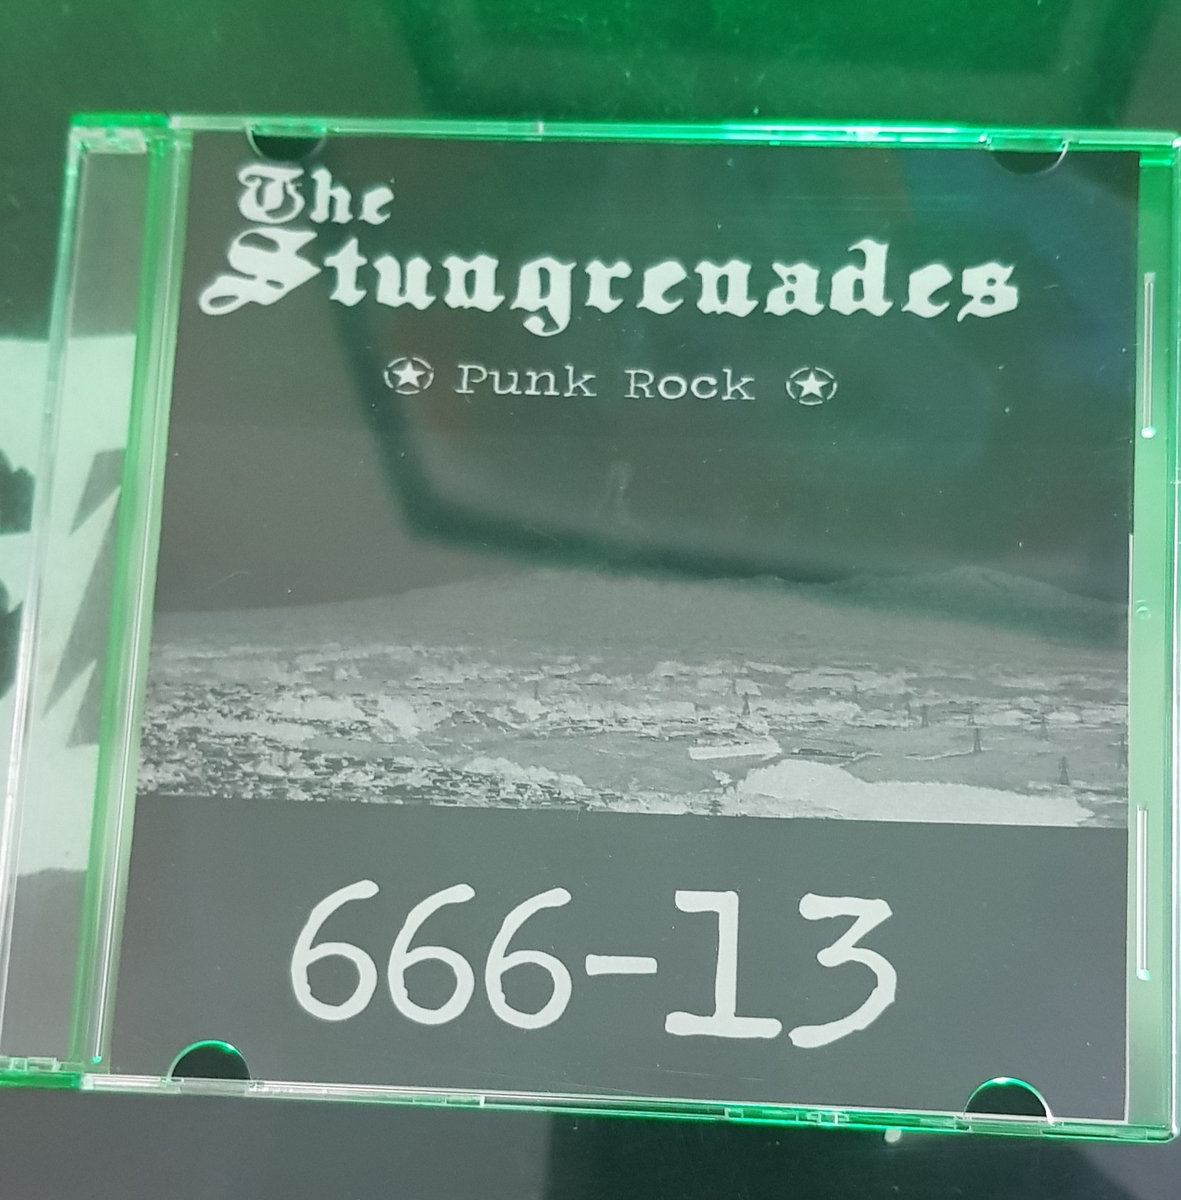 The
Stungrenades
Punk Rock
666-13